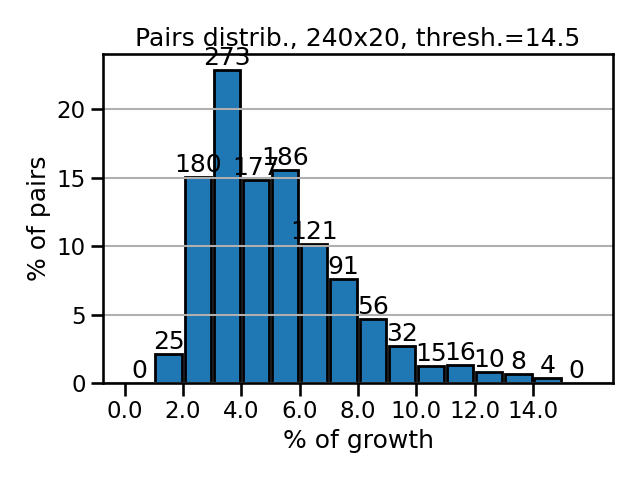 Pairs distrib., 240x20, thresh.=14.5
273
180 177 186
121
91
56
32
25 15 16 10 8 4
0 0
% of pairs
20
15
10
5
0
0.0 2.0 4.0 6.0 8.0 10.0 12.0 14.0
% of growth